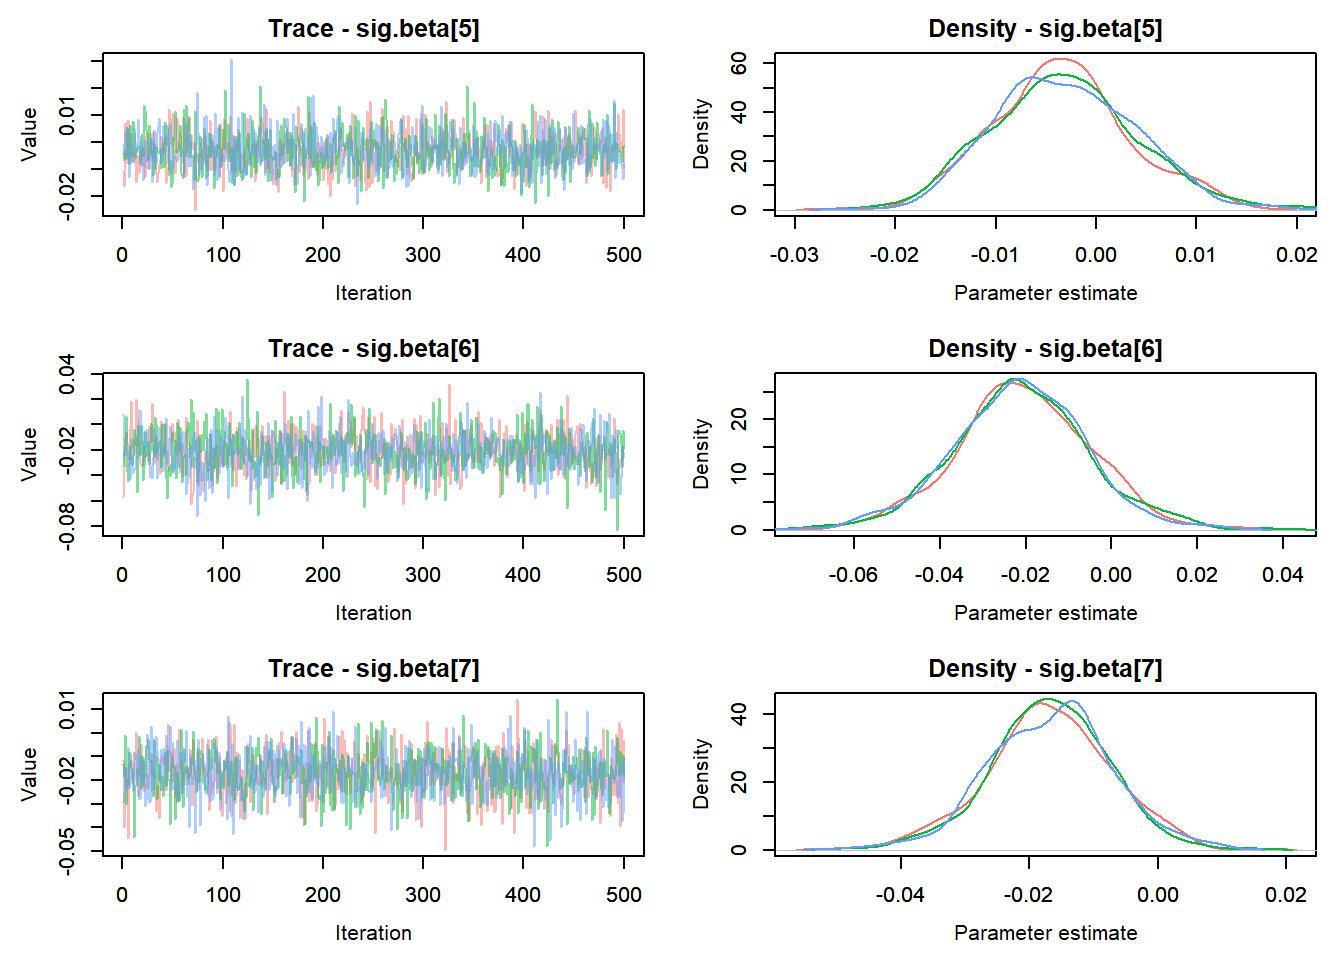 Trace - sig.beta[5]
Value
0.01
-0.02
0 100 200 300 400 500
Iteration
Density - sig.beta[5]
Density
60
40
20
0
-0.03 -0.02 -0.01 0.00 0.01 0.02
Parameter estimate
Trace - sig.beta[6]
Value
0.04
-0.02
-0.08
0 100 200 300 400 500
Iteration
Density - sig.beta[6]
Density
20
10
0
-0.06 -0.04 -0.02 0.00 0.02 0.04
Parameter estimate
Trace - sig.beta[7]
Value
0.01
-0.02
-0.05
0 100 200 300 400 500
Iteration
Density - sig.beta[7]
Density
40
20
0
-0.04 -0.02 0.00 0.02
Parameter estimate